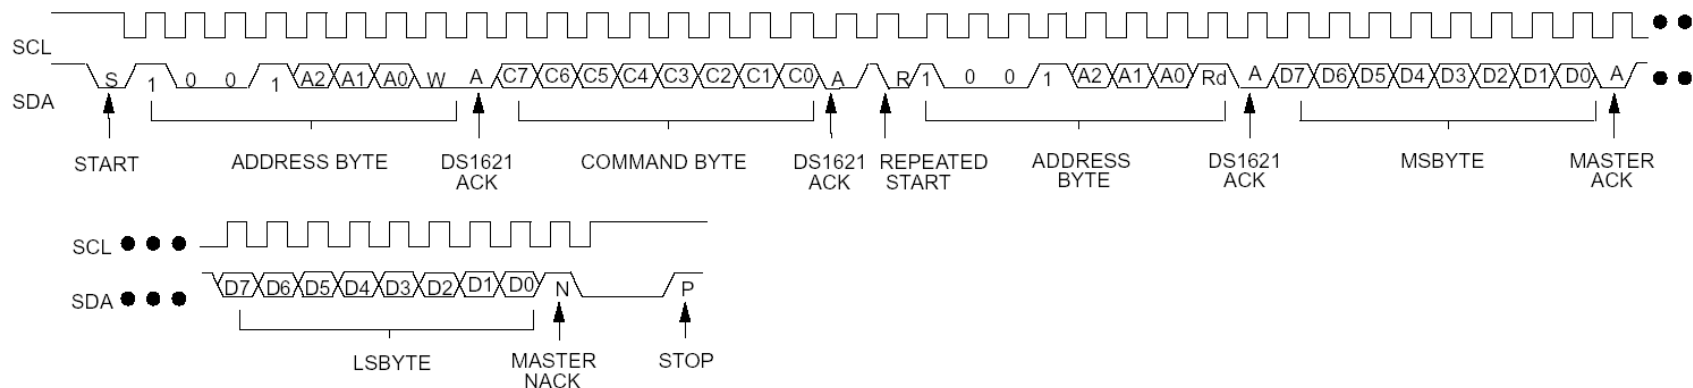 SCL
SDA S 1 0 0 1 A2 A1 A0 W A C7 C6 C5 C4 C3 C2 C1 C0 A R 1 0 0 1 A2 A1 A0 Rd A D7 D6 D5 D4 D3 D2 D1 D0 A
START ADDRESS BYTE DS1621 COMMAND BYTE DS1621 REPEATED ADDRESS DS1621 MSBYTE MASTER
ACK ACK START BYTE ACK ACK
SCL
SDA D7 D6 D5 D4 D3 D2 D1 D0 N P
LSBYTE MASTER STOP
NACK